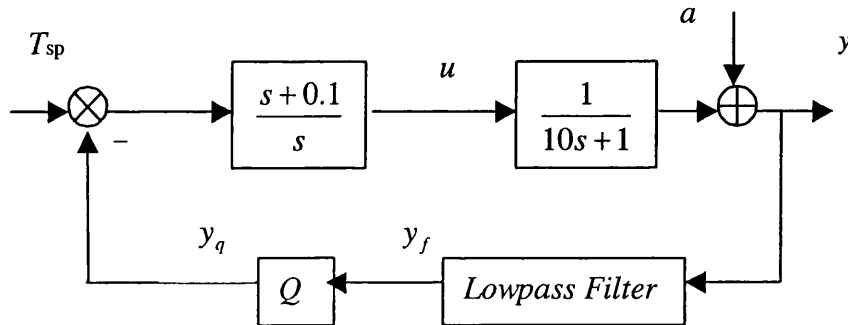 a
T_sp
u
y
s + 0.1
s
1
10s + 1
−
y_q
y_f
Q
Lowpass Filter